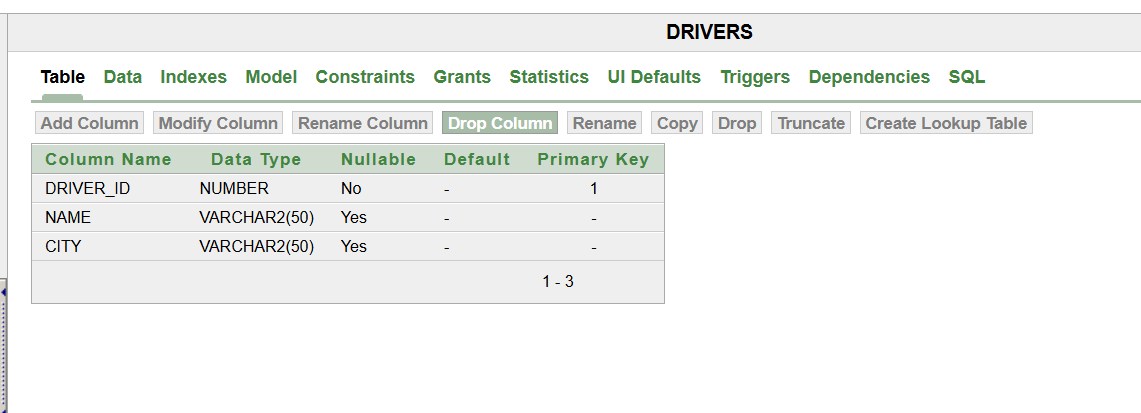 DRIVERS
Table Data Indexes Model Constraints Grants Statistics UI Defaults Triggers Dependencies SQL
Add Column Modify Column Rename Column Drop Column Rename Copy Drop Truncate Create Lookup Table
Column Name Data Type Nullable Default Primary Key
DRIVER_ID NUMBER No - 1
NAME VARCHAR2(50) Yes - -
CITY VARCHAR2(50) Yes - -
1 - 3